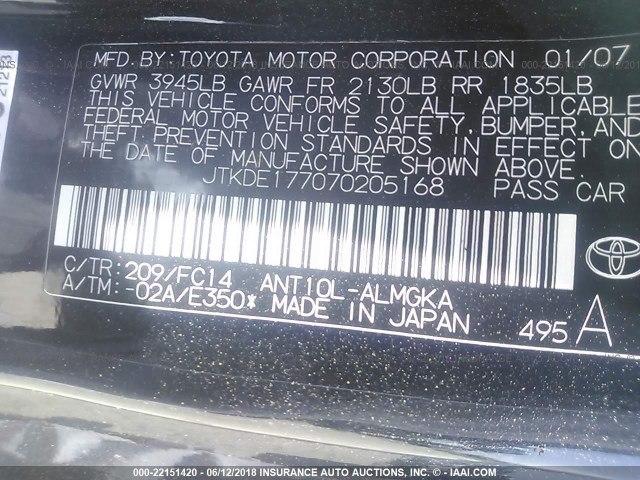 MFD. BY: TOYOTA MOTOR CORPORATION 01/07
GVWR 3945LB GAWR FR 2130LB RR 1835LB
THIS VEHICLE CONFORMS TO ALL APPLICABLE
FEDERAL MOTOR VEHICLE SAFETY, BUMPER, AND
THEFT PREVENTION STANDARDS IN EFFECT ON
THE DATE OF MANUFACTURE SHOWN ABOVE.
JTKDE177070205168 PASS CAR
C/TR: 209/FC14 ANT10L-ALMGKA
A/TM: -02A/E350* MADE IN JAPAN
495 A
000-22151420 - 06/12/2018 INSURANCE AUTO AUCTIONS, INC. - IAAI.COM